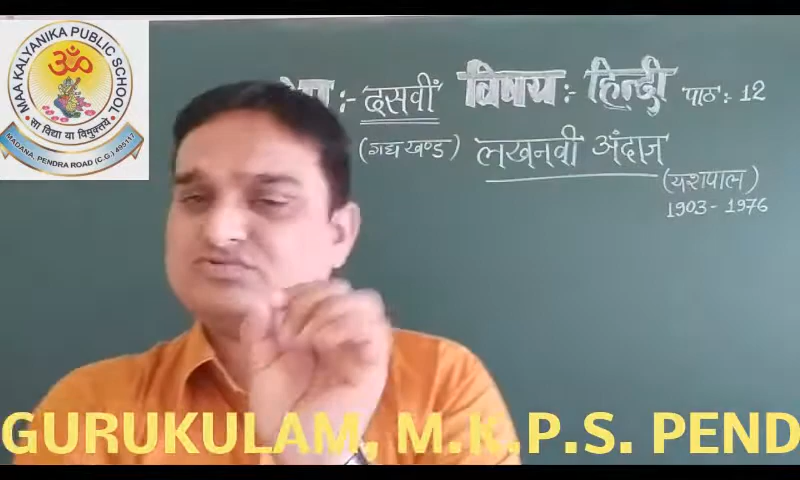 MAA KALYANIKA PUBLIC SCHOOL
सा विद्या या विमुक्तये
MADANA, PENDRA ROAD (C.G.) 495117
:- दसवीं विषय : हिन्दी पाठ : 12
(गद्य खण्ड) लखनवी अंदाज
(यशपाल)
1903 - 1976
GURUKULAM, M.K.P.S. PEND